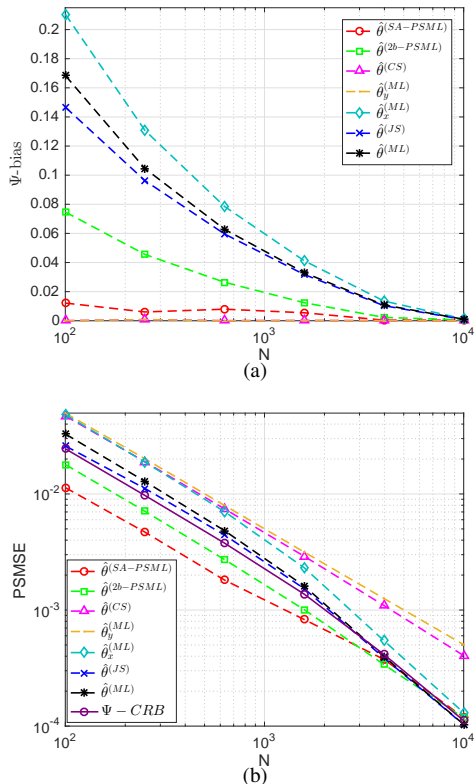 0.2
0.18
0.16
0.14
0.12
0.1
0.08
0.06
0.04
0.02
0
Ψ-bias
θ̂^(SA−PSML)
θ̂^(2b−PSML)
θ̂^(CS)
θ̂_y^(ML)
θ̂_x^(ML)
θ̂^(JS)
θ̂^(ML)
10^2 10^3 10^4
N
(a)
10^-2
10^-3
10^-4
PSMSE
θ̂^(SA−PSML)
θ̂^(2b−PSML)
θ̂^(CS)
θ̂_y^(ML)
θ̂_x^(ML)
θ̂^(JS)
θ̂^(ML)
Ψ − CRB
10^2 10^3 10^4
N
(b)